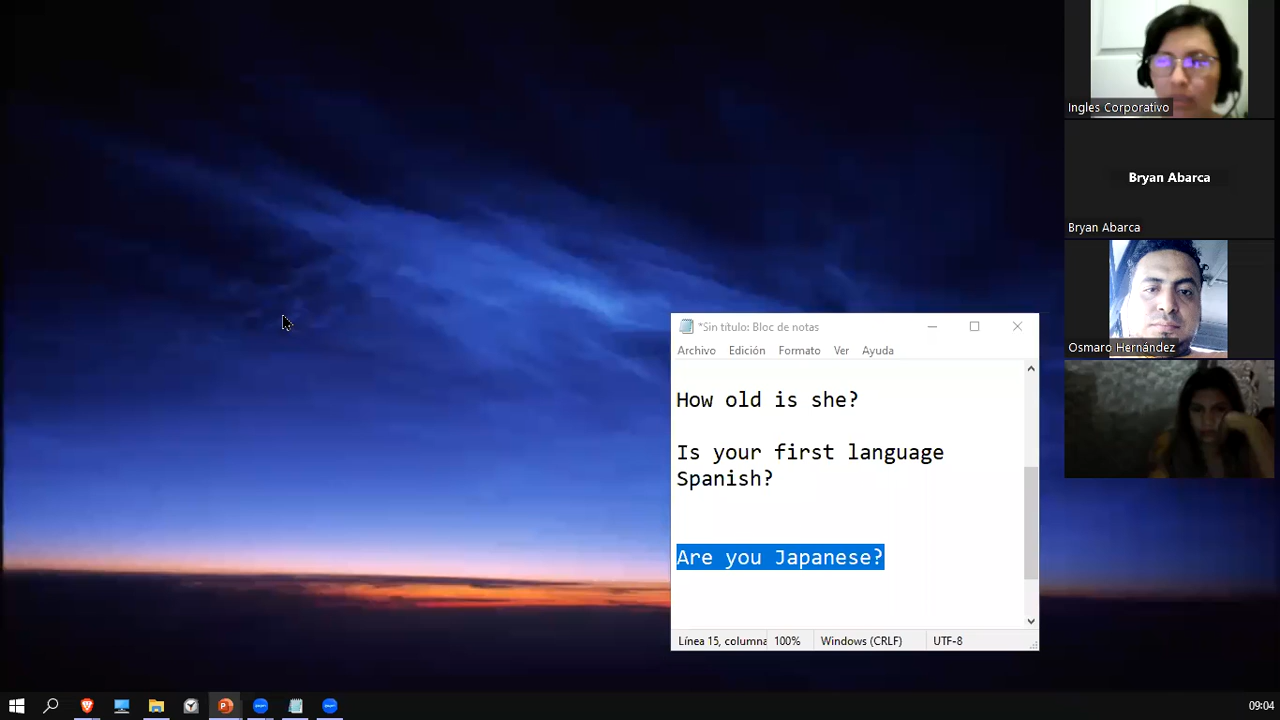 Ingles Corporativo
Bryan Abarca
Bryan Abarca
Osmaro Hernández
*Sin título: Bloc de notas
Archivo Edición Formato Ver Ayuda
How old is she?
Is your first language
Spanish?
Are you Japanese?
Línea 15, columna 100% Windows (CRLF) UTF-8
09:04